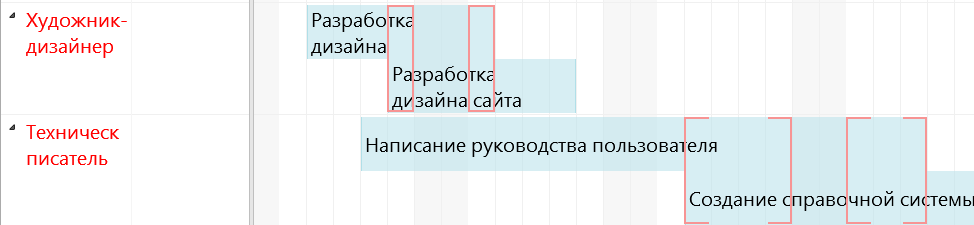 Художник-
дизайнер
Разработка
дизайна
Разработка
дизайна сайта
Техническ
писатель
Написание руководства пользователя
Создание справочной системы